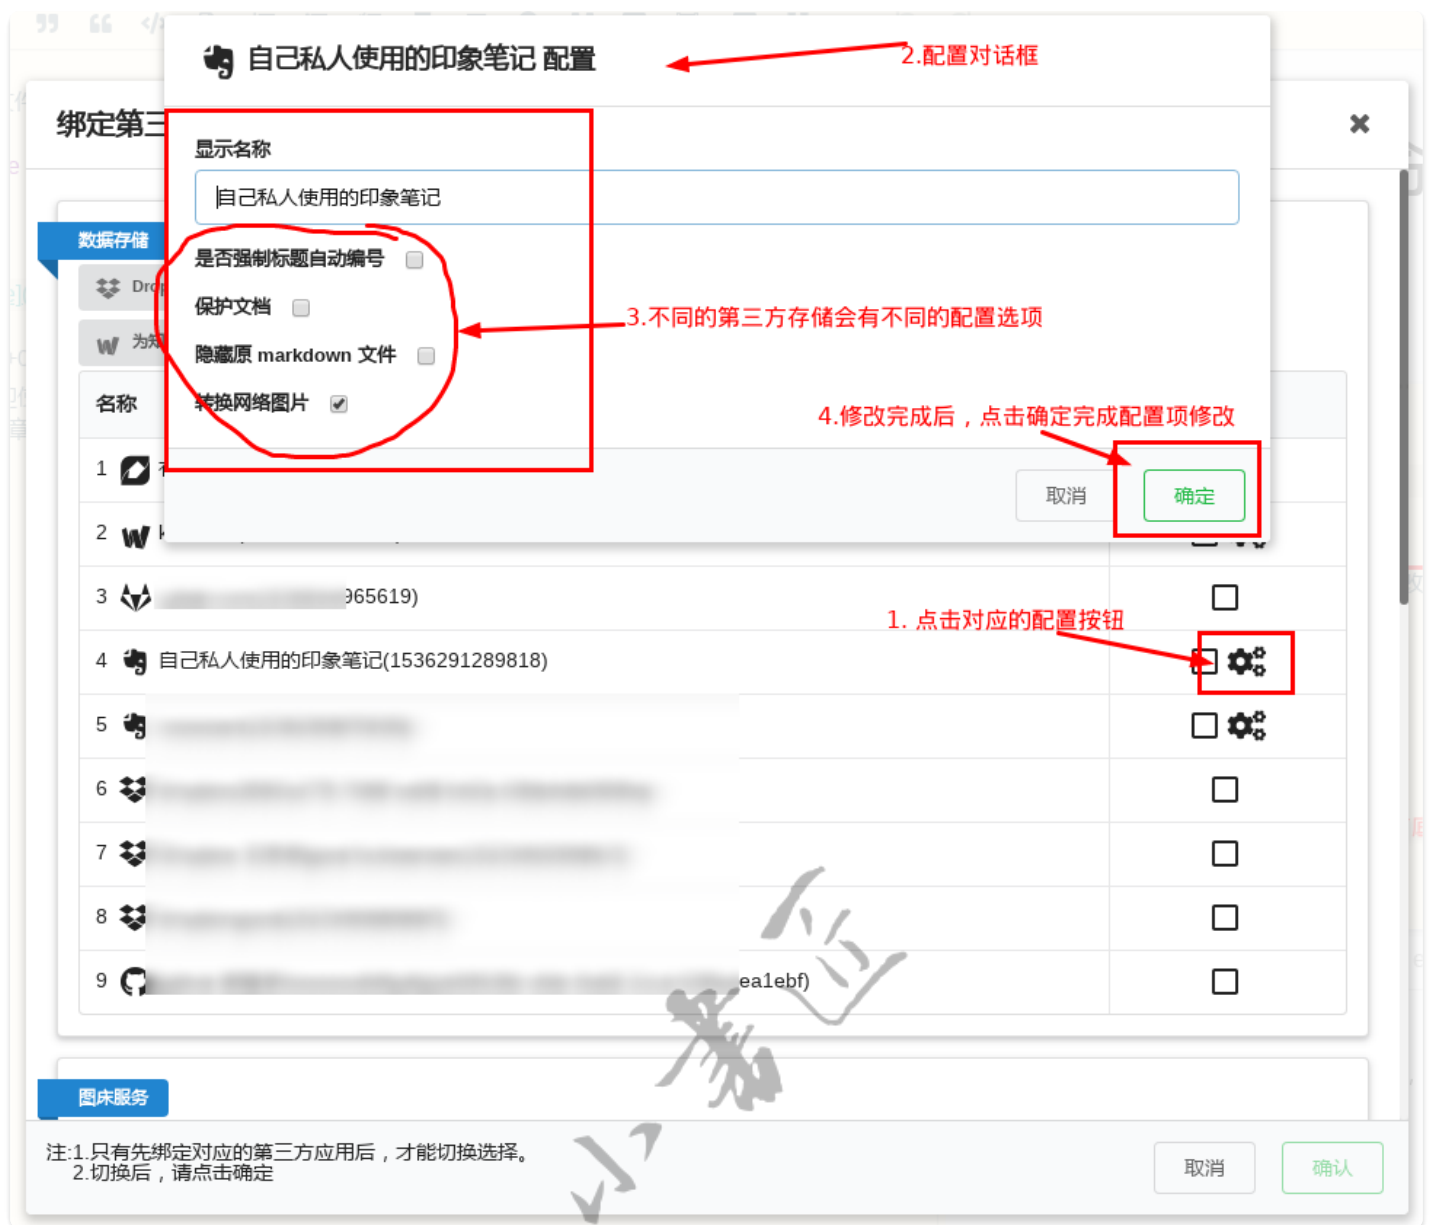 自己私人使用的印象笔记 配置
2.配置对话框
绑定第三
显示名称
自己私人使用的印象笔记
数据存储
是否强制标题自动编号
Drop
保护文档
3.不同的第三方存储会有不同的配置选项
为知
隐藏原 markdown 文件
名称
转换网络图片
4.修改完成后，点击确定完成配置项修改
1
取消
确定
2
3 965619)
1. 点击对应的配置按钮
4 自己私人使用的印象笔记(1536291289818)
5
6
7
8
9 ea1ebf)
图床服务
注:1.只有先绑定对应的第三方应用后，才能切换选择。
2.切换后，请点击确定
取消
确认